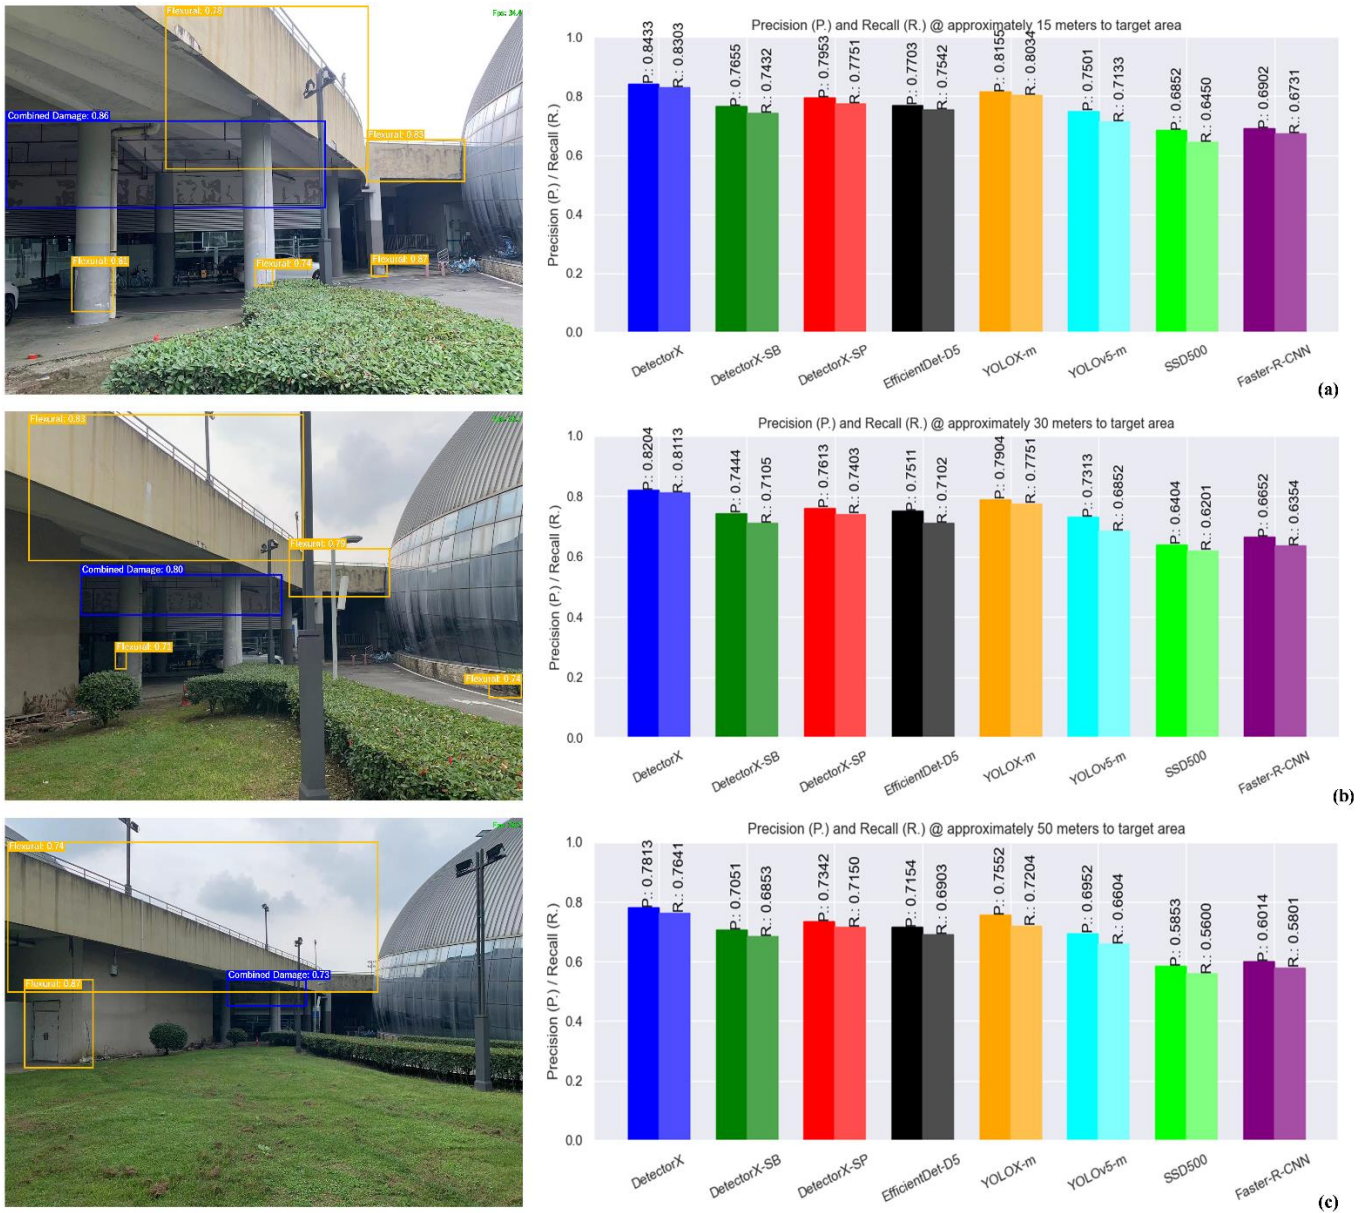 Flexural: 0.78
Fps: 24.4
Combined Damage: 0.86
Flexural: 0.83
Flexural: 0.82
Flexural: 0.74
Flexural: 0.87
Precision (P.) and Recall (R.) @ approximately 15 meters to target area
Precision (P.) / Recall (R.)
1.0
0.8
0.6
0.4
0.2
0.0
P.: 0.8433
R.: 0.8303
P.: 0.7655
R.: 0.7432
P.: 0.7953
R.: 0.7751
P.: 0.7703
R.: 0.7542
P.: 0.8155
R.: 0.8034
P.: 0.7501
R.: 0.7133
P.: 0.6852
R.: 0.6450
P.: 0.6902
R.: 0.6731
DetectorX
DetectorX-SB
DetectorX-SP
EfficientDet-D5
YOLOX-m
YOLOv5-m
SSD500
Faster-R-CNN
(a)
Flexural: 0.83
Flexural: 0.79
Combined Damage: 0.80
Flexural: 0.71
Flexural: 0.74
Precision (P.) and Recall (R.) @ approximately 30 meters to target area
Precision (P.) / Recall (R.)
1.0
0.8
0.6
0.4
0.2
0.0
P.: 0.8204
R.: 0.8113
P.: 0.7444
R.: 0.7105
P.: 0.7613
R.: 0.7403
P.: 0.7511
R.: 0.7102
P.: 0.7904
R.: 0.7751
P.: 0.7313
R.: 0.6852
P.: 0.6404
R.: 0.6201
P.: 0.6652
R.: 0.6354
DetectorX
DetectorX-SB
DetectorX-SP
EfficientDet-D5
YOLOX-m
YOLOv5-m
SSD500
Faster-R-CNN
(b)
Flexural: 0.74
Combined Damage: 0.73
Flexural: 0.87
Precision (P.) and Recall (R.) @ approximately 50 meters to target area
Precision (P.) / Recall (R.)
1.0
0.8
0.6
0.4
0.2
0.0
P.: 0.7813
R.: 0.7641
P.: 0.7051
R.: 0.6853
P.: 0.7342
R.: 0.7150
P.: 0.7154
R.: 0.6903
P.: 0.7552
R.: 0.7204
P.: 0.6952
R.: 0.6604
P.: 0.5853
R.: 0.5600
P.: 0.6014
R.: 0.5801
DetectorX
DetectorX-SB
DetectorX-SP
EfficientDet-D5
YOLOX-m
YOLOv5-m
SSD500
Faster-R-CNN
(c)